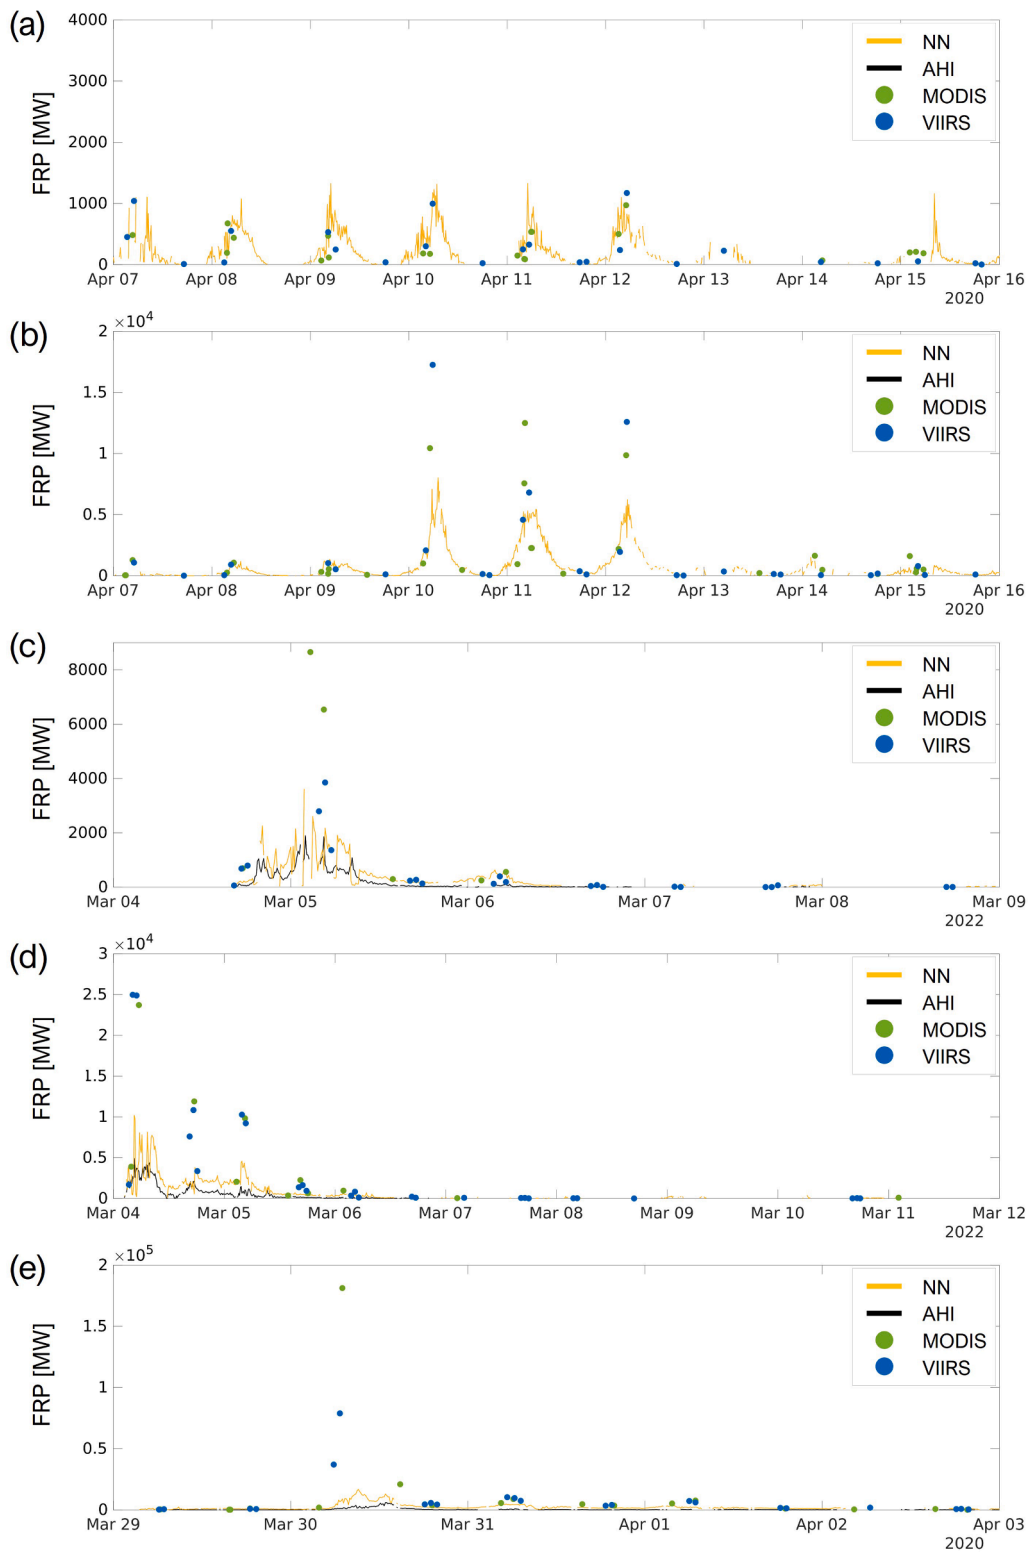 (a)
FRP [MW]
4000
3000
2000
1000
0
NN
AHI
MODIS
VIIRS
Apr 07 Apr 08 Apr 09 Apr 10 Apr 11 Apr 12 Apr 13 Apr 14 Apr 15 Apr 16
2020
(b)
×10^4
FRP [MW]
2
1.5
1
0.5
0
NN
AHI
MODIS
VIIRS
Apr 07 Apr 08 Apr 09 Apr 10 Apr 11 Apr 12 Apr 13 Apr 14 Apr 15 Apr 16
2020
(c)
FRP [MW]
8000
6000
4000
2000
0
NN
AHI
MODIS
VIIRS
Mar 04 Mar 05 Mar 06 Mar 07 Mar 08 Mar 09
2022
(d)
×10^4
FRP [MW]
3
2.5
2
1.5
1
0.5
0
NN
AHI
MODIS
VIIRS
Mar 04 Mar 05 Mar 06 Mar 07 Mar 08 Mar 09 Mar 10 Mar 11 Mar 12
2022
(e)
×10^5
FRP [MW]
2
1.5
1
0.5
0
NN
AHI
MODIS
VIIRS
Mar 29 Mar 30 Mar 31 Apr 01 Apr 02 Apr 03
2020